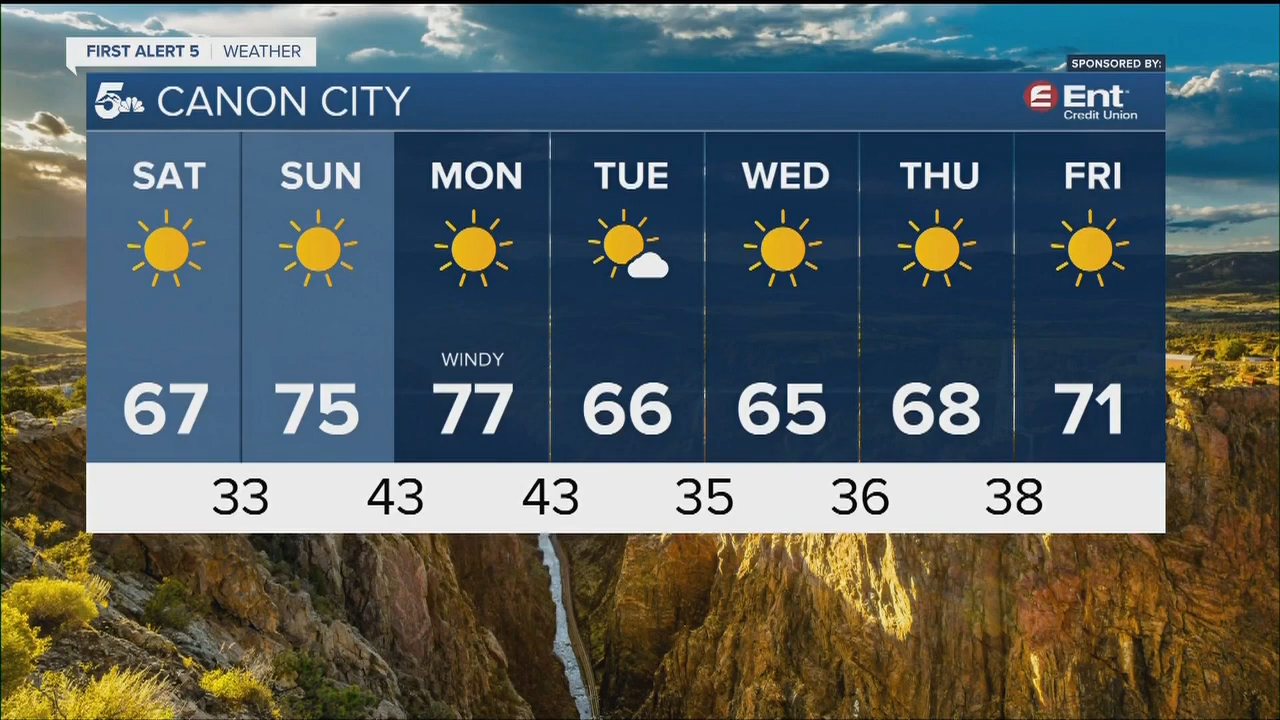 FIRST ALERT 5 | WEATHER
SPONSORED BY:
5 CANON CITY
Ent
Credit Union
SAT SUN MON TUE WED THU FRI
WINDY
67 75 77 66 65 68 71
33 43 43 35 36 38